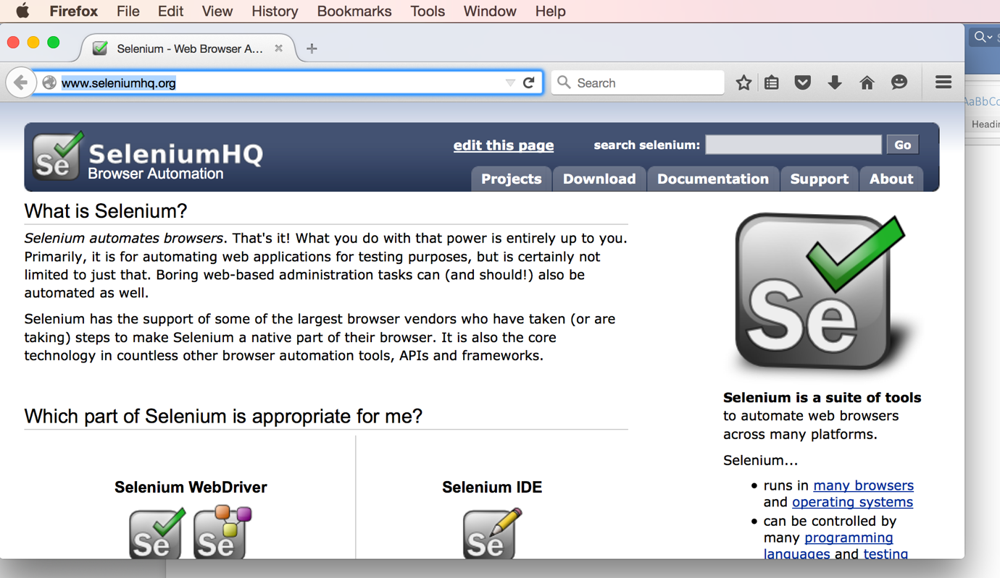 Firefox File Edit View History Bookmarks Tools Window Help
Selenium - Web Browser A...
www.seleniumhq.org
Search
Se
SeleniumHQ
Browser Automation
edit this page
search selenium:
Go
Projects
Download
Documentation
Support
About
What is Selenium?
Selenium automates browsers. That's it! What you do with that power is entirely up to you.
Primarily, it is for automating web applications for testing purposes, but is certainly not
limited to just that. Boring web-based administration tasks can (and should!) also be
automated as well.
Selenium has the support of some of the largest browser vendors who have taken (or are
taking) steps to make Selenium a native part of their browser. It is also the core
technology in countless other browser automation tools, APIs and frameworks.
Which part of Selenium is appropriate for me?
Selenium WebDriver
Se
Se
Selenium IDE
Se
Se
Selenium is a suite of tools
to automate web browsers
across many platforms.
Selenium...
• runs in many browsers
and operating systems
• can be controlled by
many programming
languages and testing
AaBbCc